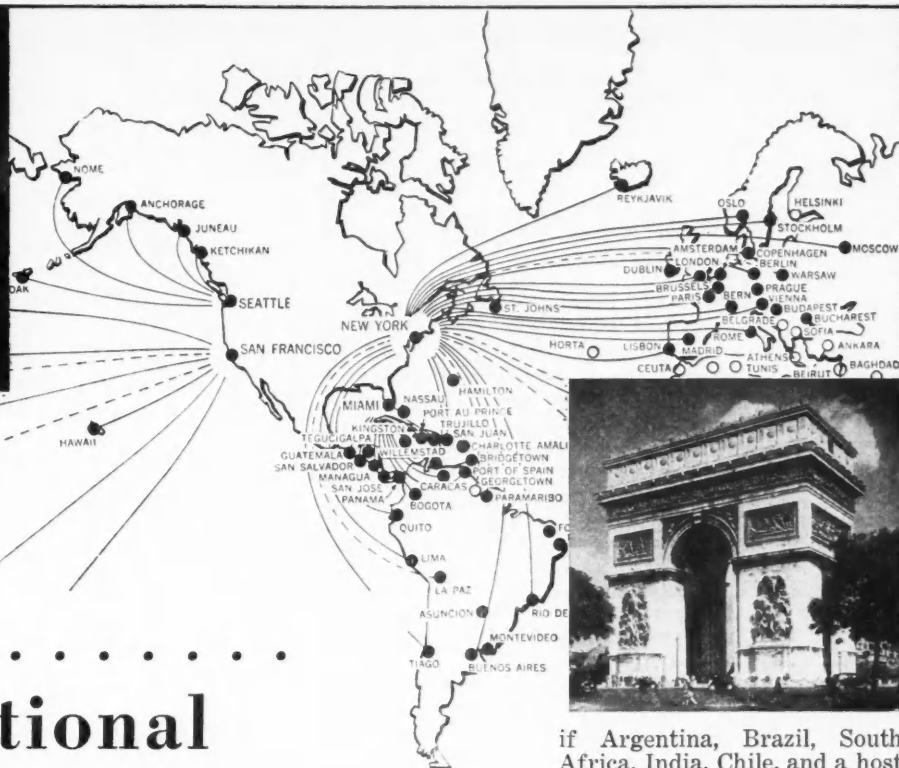 NOME
ANCHORAGE
JUNEAU
KETCHIKAN
DAK
SEATTLE
SAN FRANCISCO
HAWAII
REYKJAVIK
OSLO
HELSINKI
STOCKHOLM
AMSTERDAM
COPENHAGEN
MOSCOW
LONDON
BERLIN
DUBLIN
WARSAW
BRUSSELS
PRAGUE
PARIS
BERN
VIENNA
BUDAPEST
BELGRADE
BUCHAREST
ST. JOHNS
NEW YORK
ROME
SOFIA
HORTA
LISBON
MADRID
ATHENS
ANKARA
CEUTA
TUNIS
BEIRUT
BAGHDAD
HAMILTON
MIAMI
NASSAU
PORT AU PRINCE
KINGSTON
TRUJILLO
TEGUCIGALPA
SAN JUAN
GUATEMALA
WILLEMSTAD
CHARLOTTE AMALI
SAN SALVADOR
BRIDGETOWN
MANAGUA
PORT OF SPAIN
SAN JOSE
CARACAS
GEORGETOWN
PANAMA
PARAMARIBO
BOGOTA
QUITO
FO
LIMA
LA PAZ
ASUNCION
RIO DE
MONTEVIDEO
TIAGO
BUENOS AIRES
tional
if Argentina, Brazil, South
Africa, India, Chile, and a host